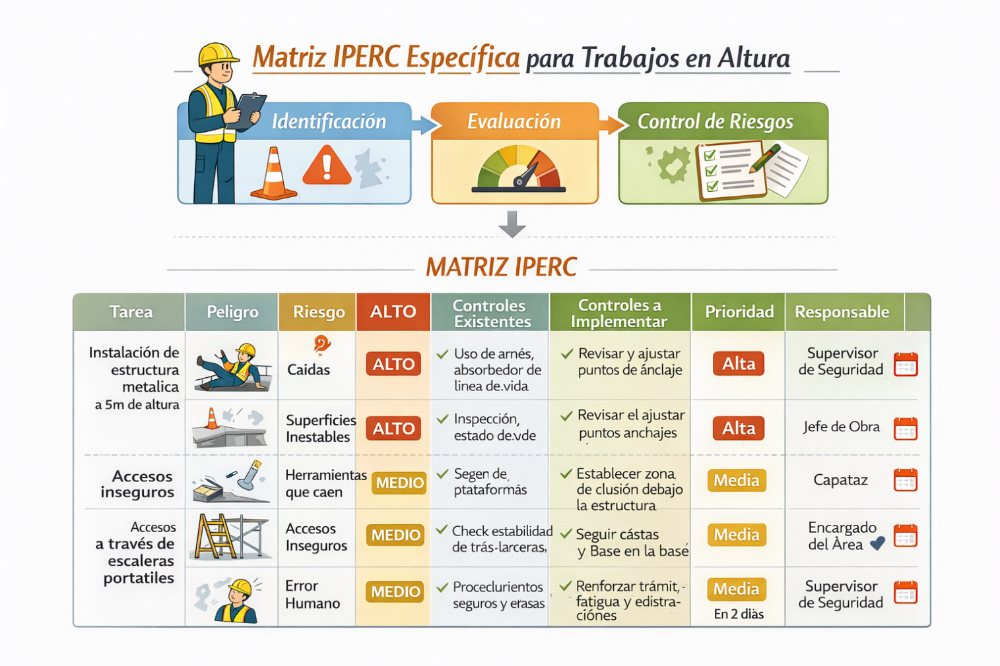 Matriz IPERC Específica para Trabajos en Altura
Identificación
Evaluación
Control de Riesgos
MATRIZ IPERC
Tarea
Peligro
Riesgo
ALTO
Controles
Existentes
Controles a
Implementar
Prioridad
Responsable
Instalación de
estructura
metalica
a 5m de altura
Caidas
ALTO
Uso de arnés,
absorbedor de
linea de.vida
Revisar y ajustar
puntos de ánclaje
Alta
Supervisor
de Seguridad
Superficies
Inestables
ALTO
Inspección,
estado de.vde
Revisar el ajustar
puntos anchajes
Alta
Jefe de Obra
Accesos
inseguros
Herramientas
que caen
MEDIO
Segen de,
ptataformás
Establecer zona
de clusión debajo
la estructura
Media
Capataz
Accesos
a través de
escaleras
portatiles
Accesos
Inseguros
MEDIO
Check estabilidad
de trás-larceras,
Seguir cástas
y Base en la basé
Media
Encargado
del Àrea
Error
Humano
MEDIO
Proceclurientos
seguros y erasas
Renforzar trámit,-
fatigua y edistra-
ciónes
Media
En 2 diàs
Supervisor
de Seguridad